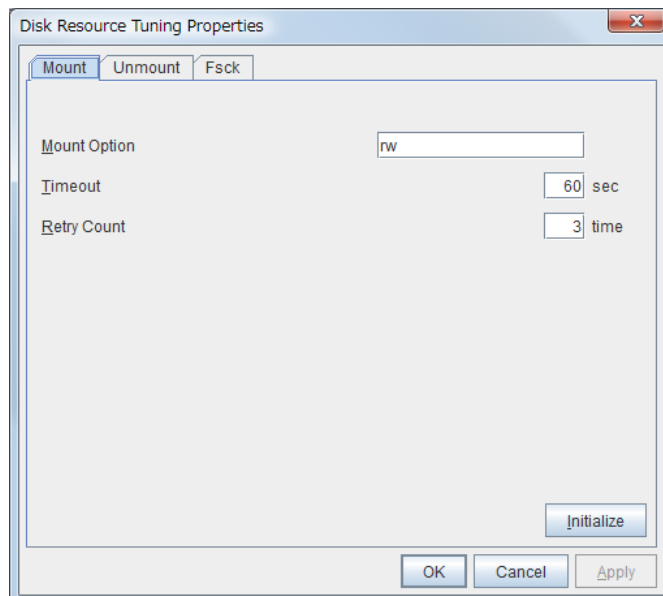 Disk Resource Tuning Properties
X
Mount Unmount Fsck
Mount Option rw
Timeout 60 sec
Retry Count 3 time
Initialize
OK Cancel Apply